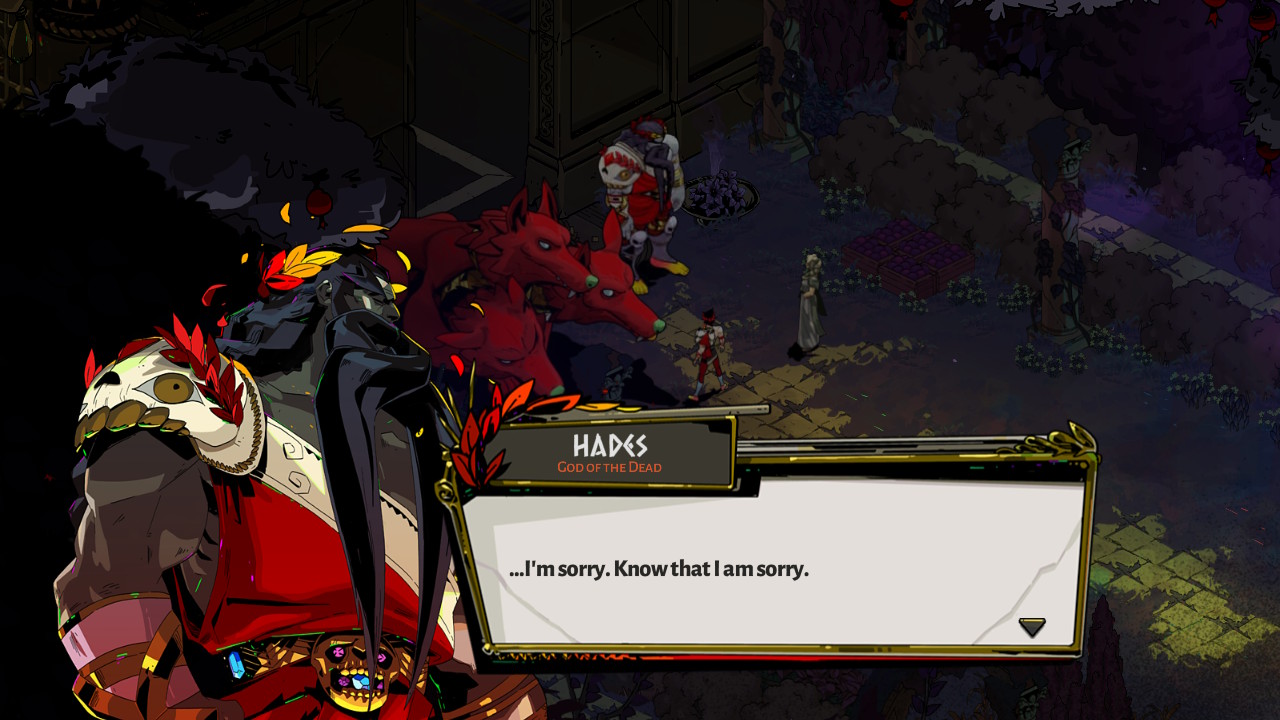 HADES
GOD OF THE DEAD
...I'm sorry. Know that I am sorry.